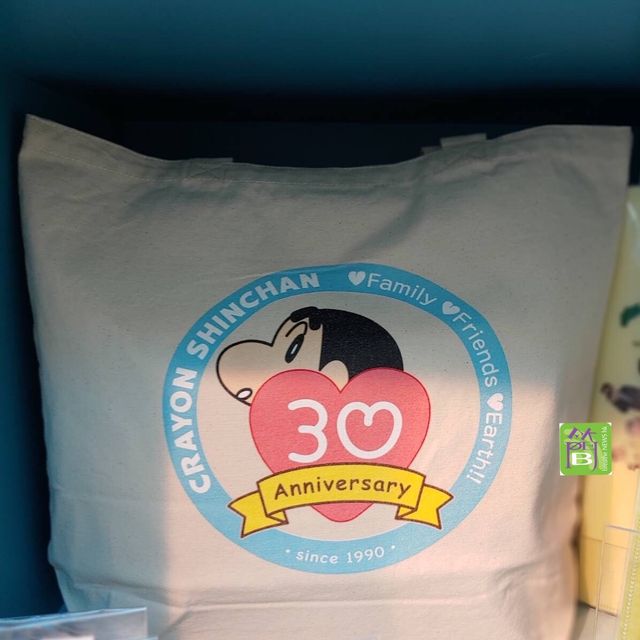 CRAYON SHINCHAN ♥Family ♥Friends ♥Earth!!
30
Anniversary
· since 1990 ·